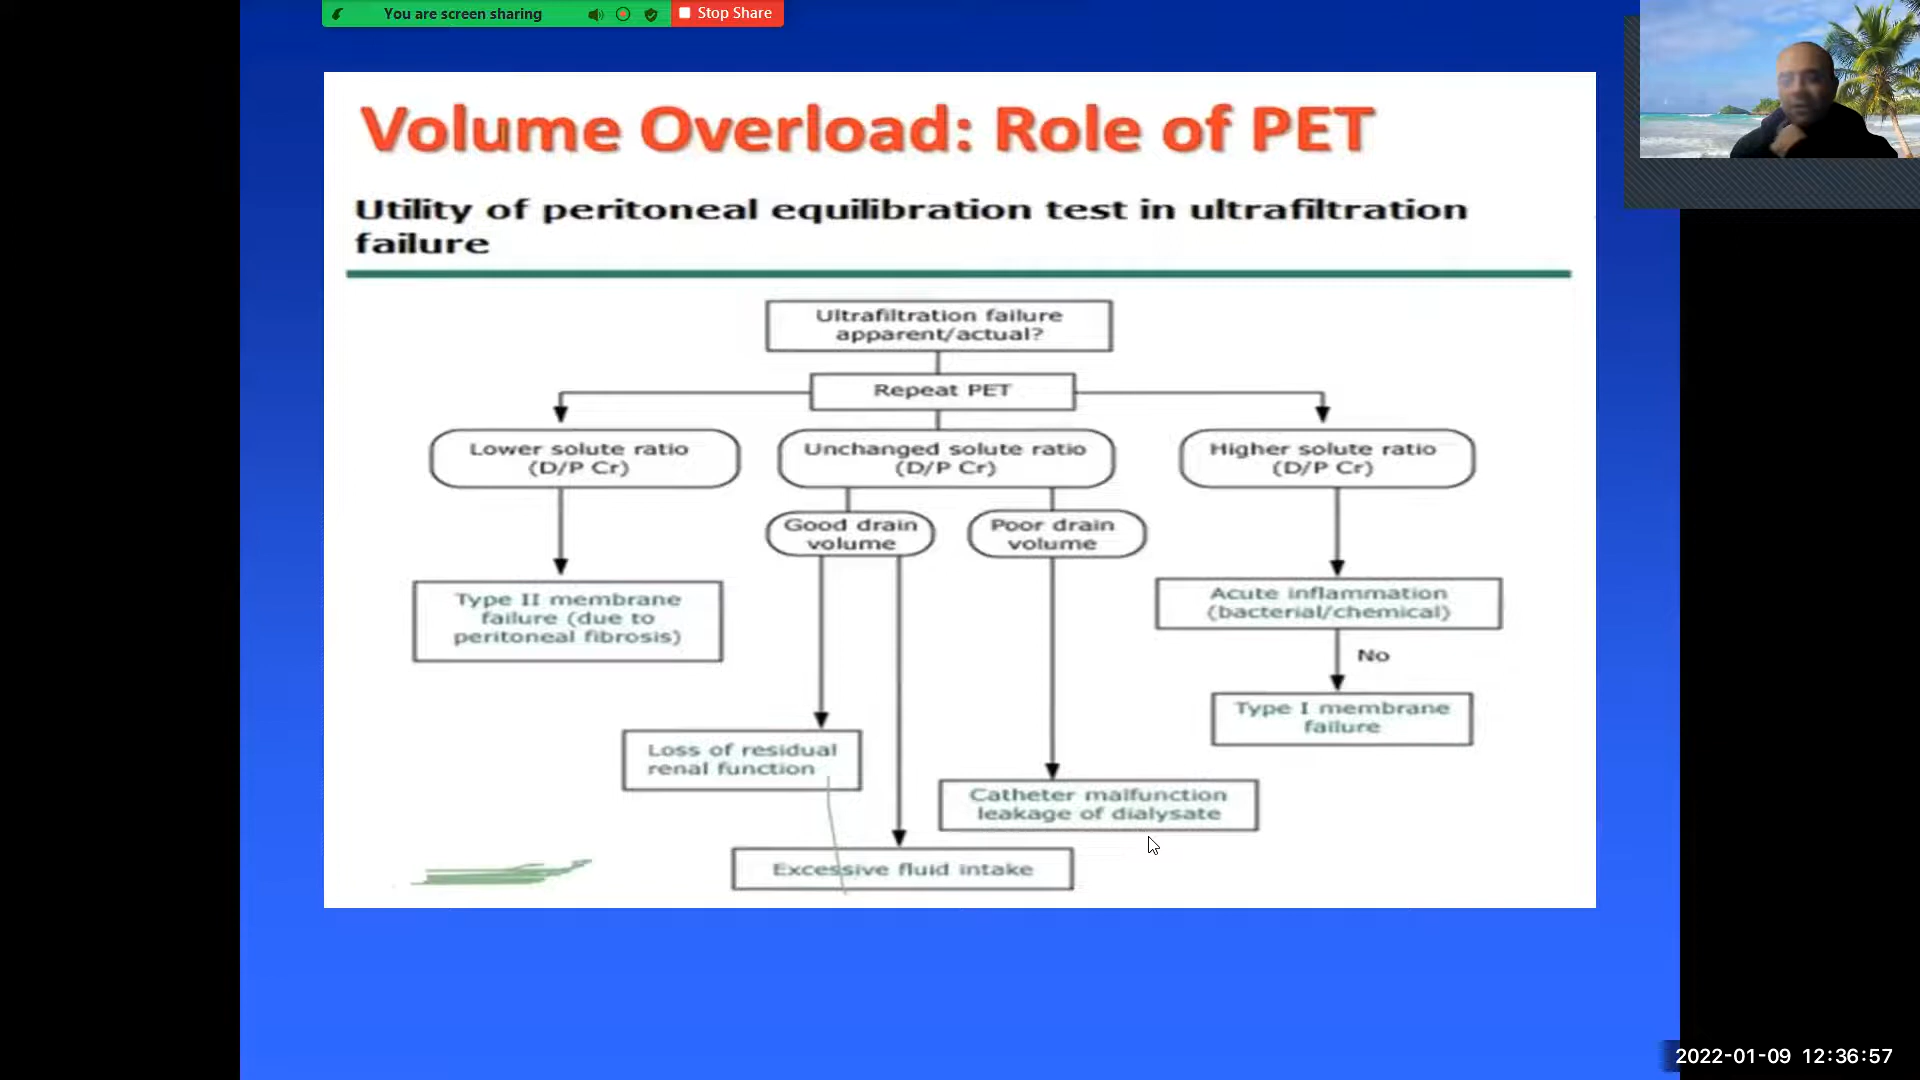 You are screen sharing
Stop Share
Volume Overload: Role of PET
Utility of peritoneal equilibration test in ultrafiltration
failure
Ultrafiltration failure
apparent/actual?
Repeat PET
Lower solute ratio
(D/P Cr)
Unchanged solute ratio
(D/P Cr)
Higher solute ratio
(D/P Cr)
Good drain
volume
Poor drain
volume
Type II membrane
failure (due to
peritoneal fibrosis)
Acute inflammation
(bacterial/chemical)
No
Type I membrane
failure
Loss of residual
renal function
Catheter malfunction
leakage of dialysate
Excessive fluid intake
2022-01-09 12:36:57